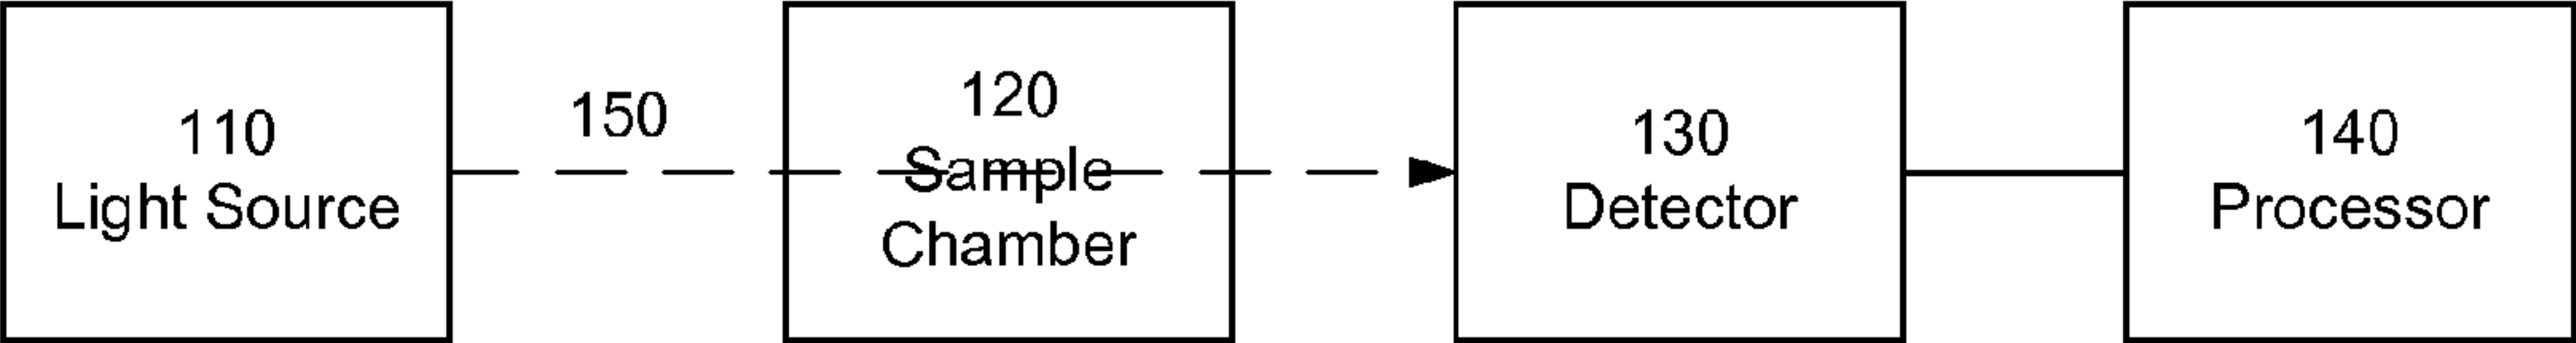 110
Light Source
150
120
Sample
Chamber
130
Detector
140
Processor